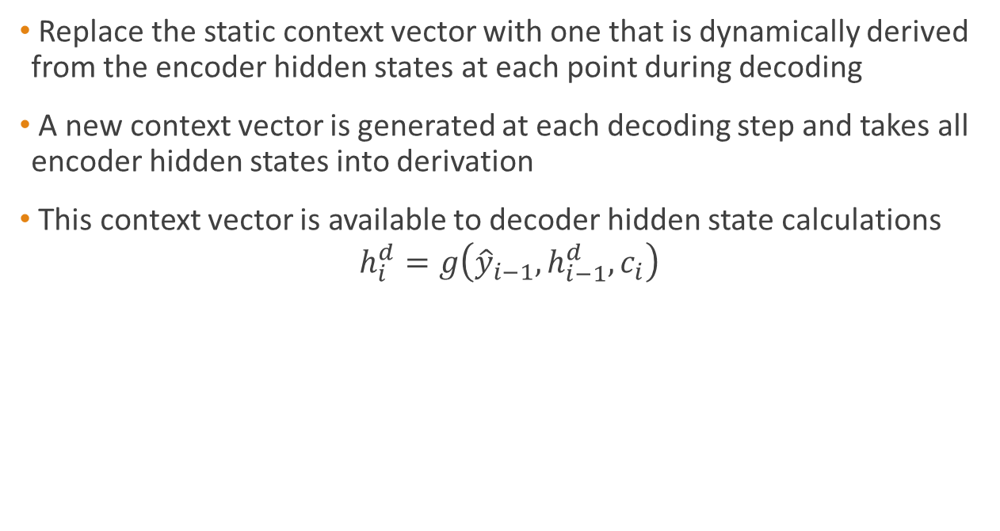 • Replace the static context vector with one that is dynamically derived
from the encoder hidden states at each point during decoding
• A new context vector is generated at each decoding step and takes all
encoder hidden states into derivation
• This context vector is available to decoder hidden state calculations
$h_i^d = g(\hat{y}_{i-1}, h_{i-1}^d, c_i)$